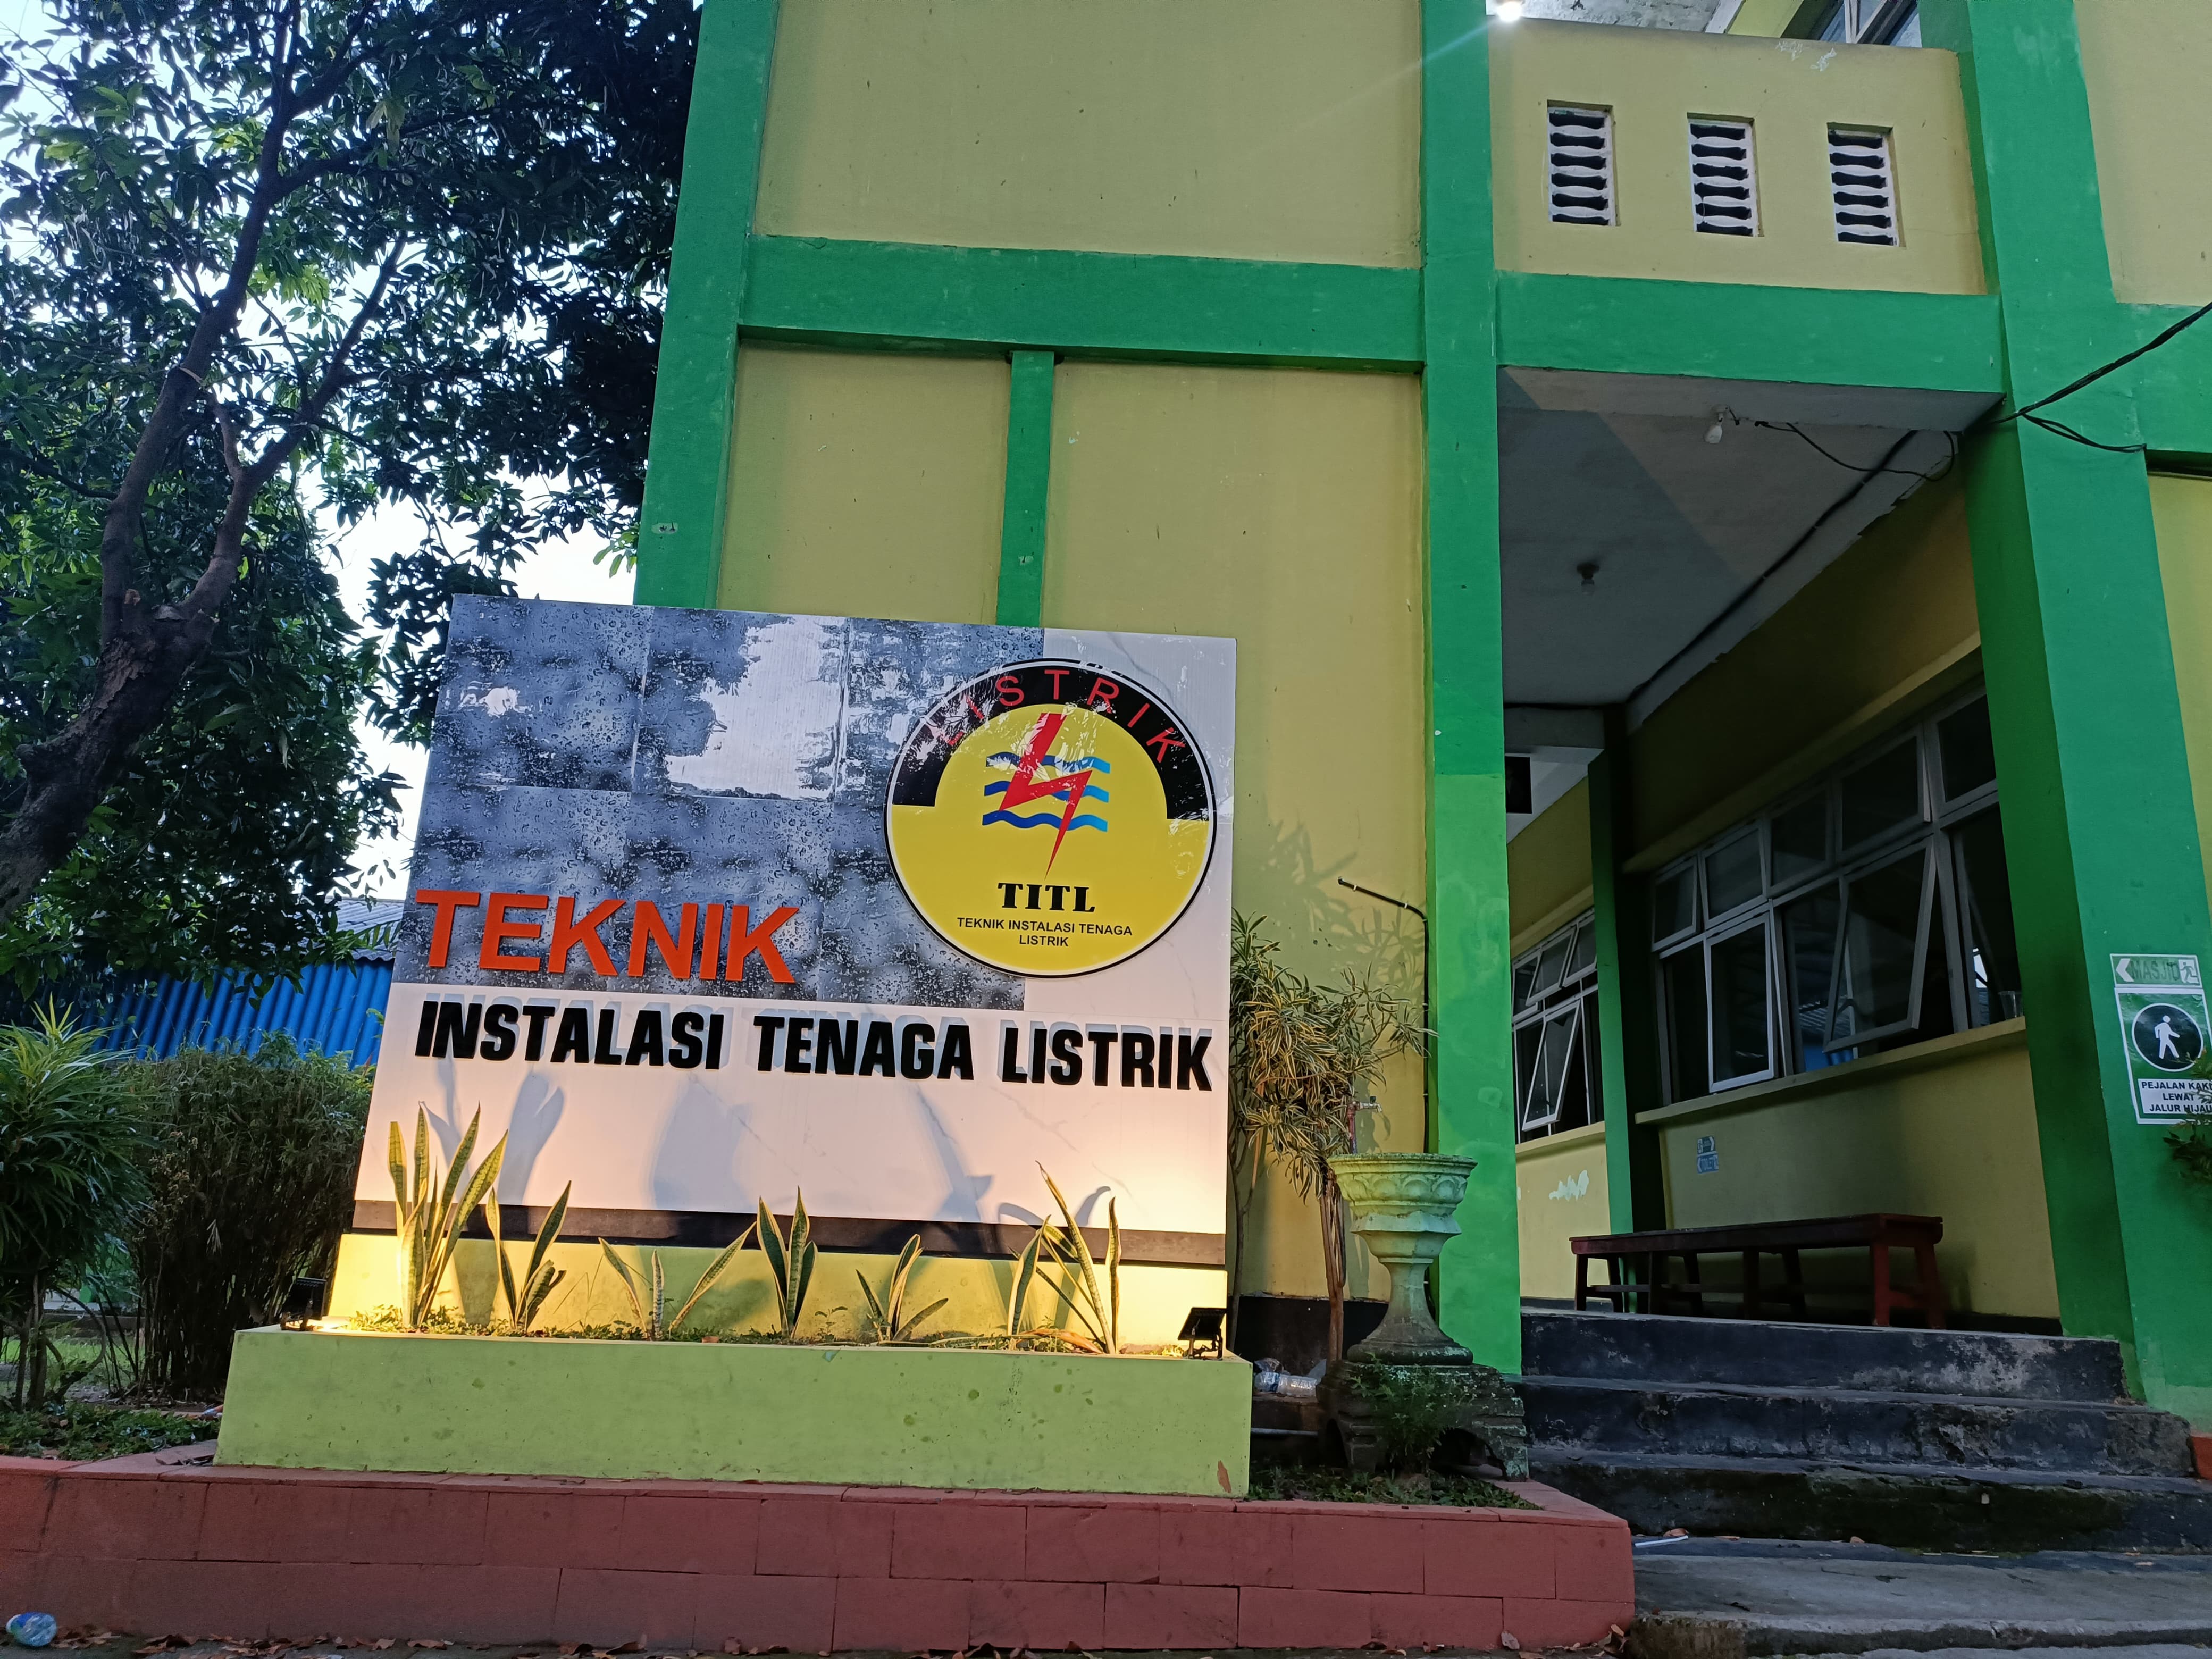 LISTRIK
TITL
TEKNIK INSTALASI TENAGA
LISTRIK
TEKNIK
INSTALASI TENAGA LISTRIK
MASJID
PEJALAN KAKI
LEWAT
JALUR HIJAU